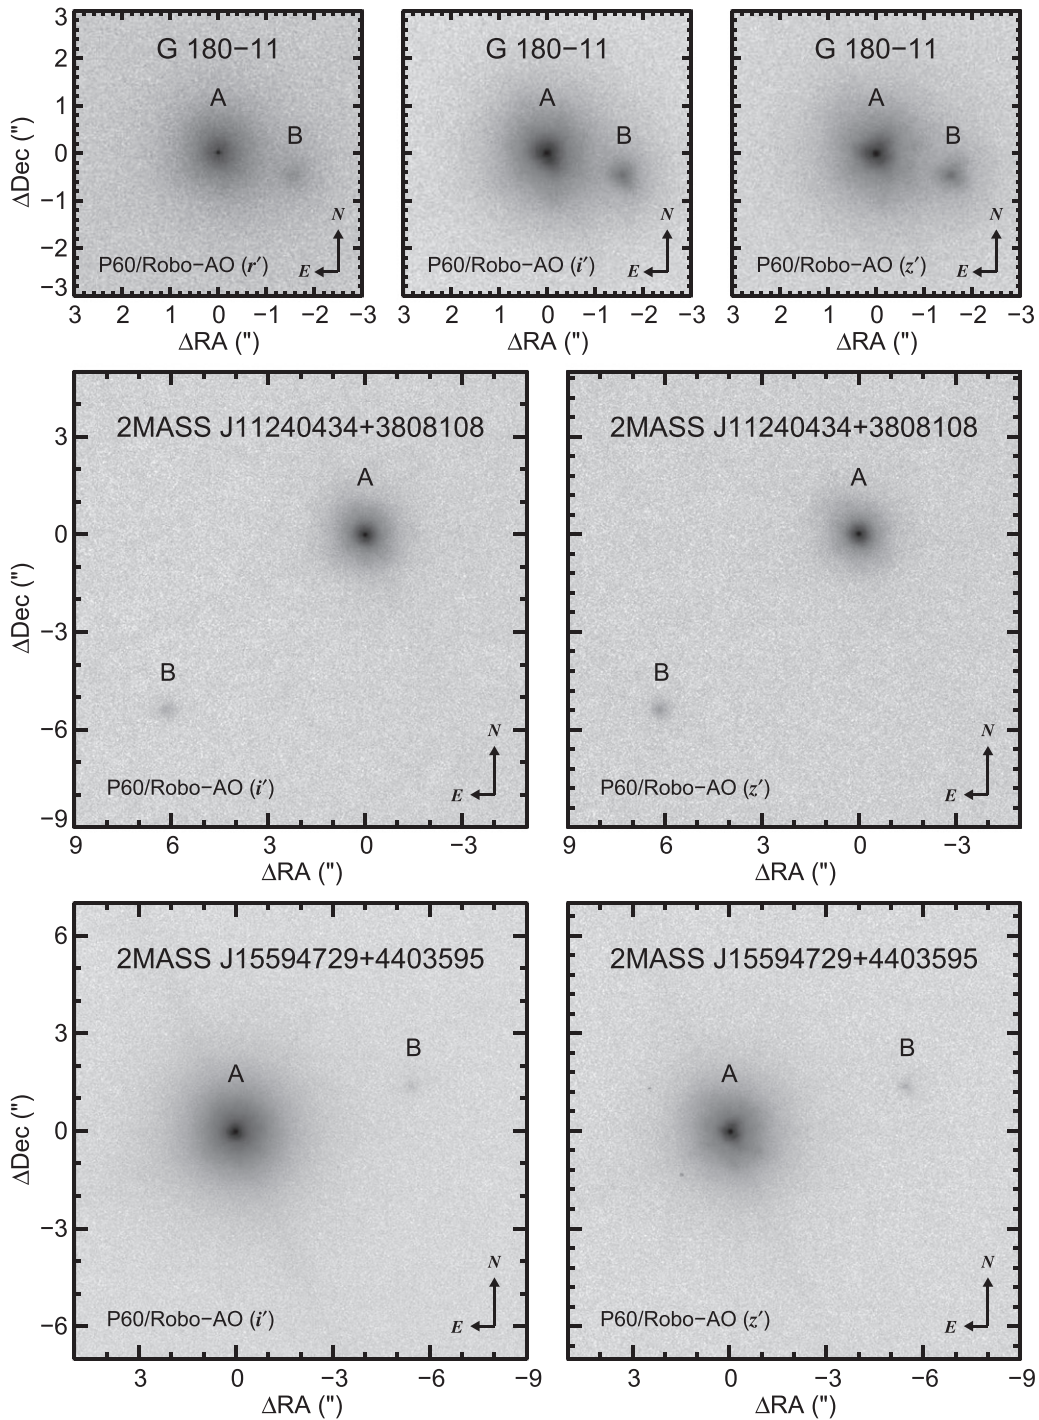 G 180−11
A
B
N
E
P60/Robo−AO (r′)
G 180−11
A
B
N
E
P60/Robo−AO (i′)
G 180−11
A
B
N
E
P60/Robo−AO (z′)
3
2
1
0
−1
−2
−3
ΔDec (")
3 2 1 0 −1 −2 −3
ΔRA (")
3 2 1 0 −1 −2 −3
ΔRA (")
3 2 1 0 −1 −2 −3
ΔRA (")
2MASS J11240434+3808108
A
B
N
E
P60/Robo−AO (i′)
2MASS J11240434+3808108
A
B
N
E
P60/Robo−AO (z′)
3
0
−3
−6
−9
ΔDec (")
9 6 3 0 −3
ΔRA (")
9 6 3 0 −3
ΔRA (")
2MASS J15594729+4403595
A
B
N
E
P60/Robo−AO (i′)
2MASS J15594729+4403595
A
B
N
E
P60/Robo−AO (z′)
6
3
0
−3
−6
ΔDec (")
3 0 −3 −6 −9
ΔRA (")
3 0 −3 −6 −9
ΔRA (")